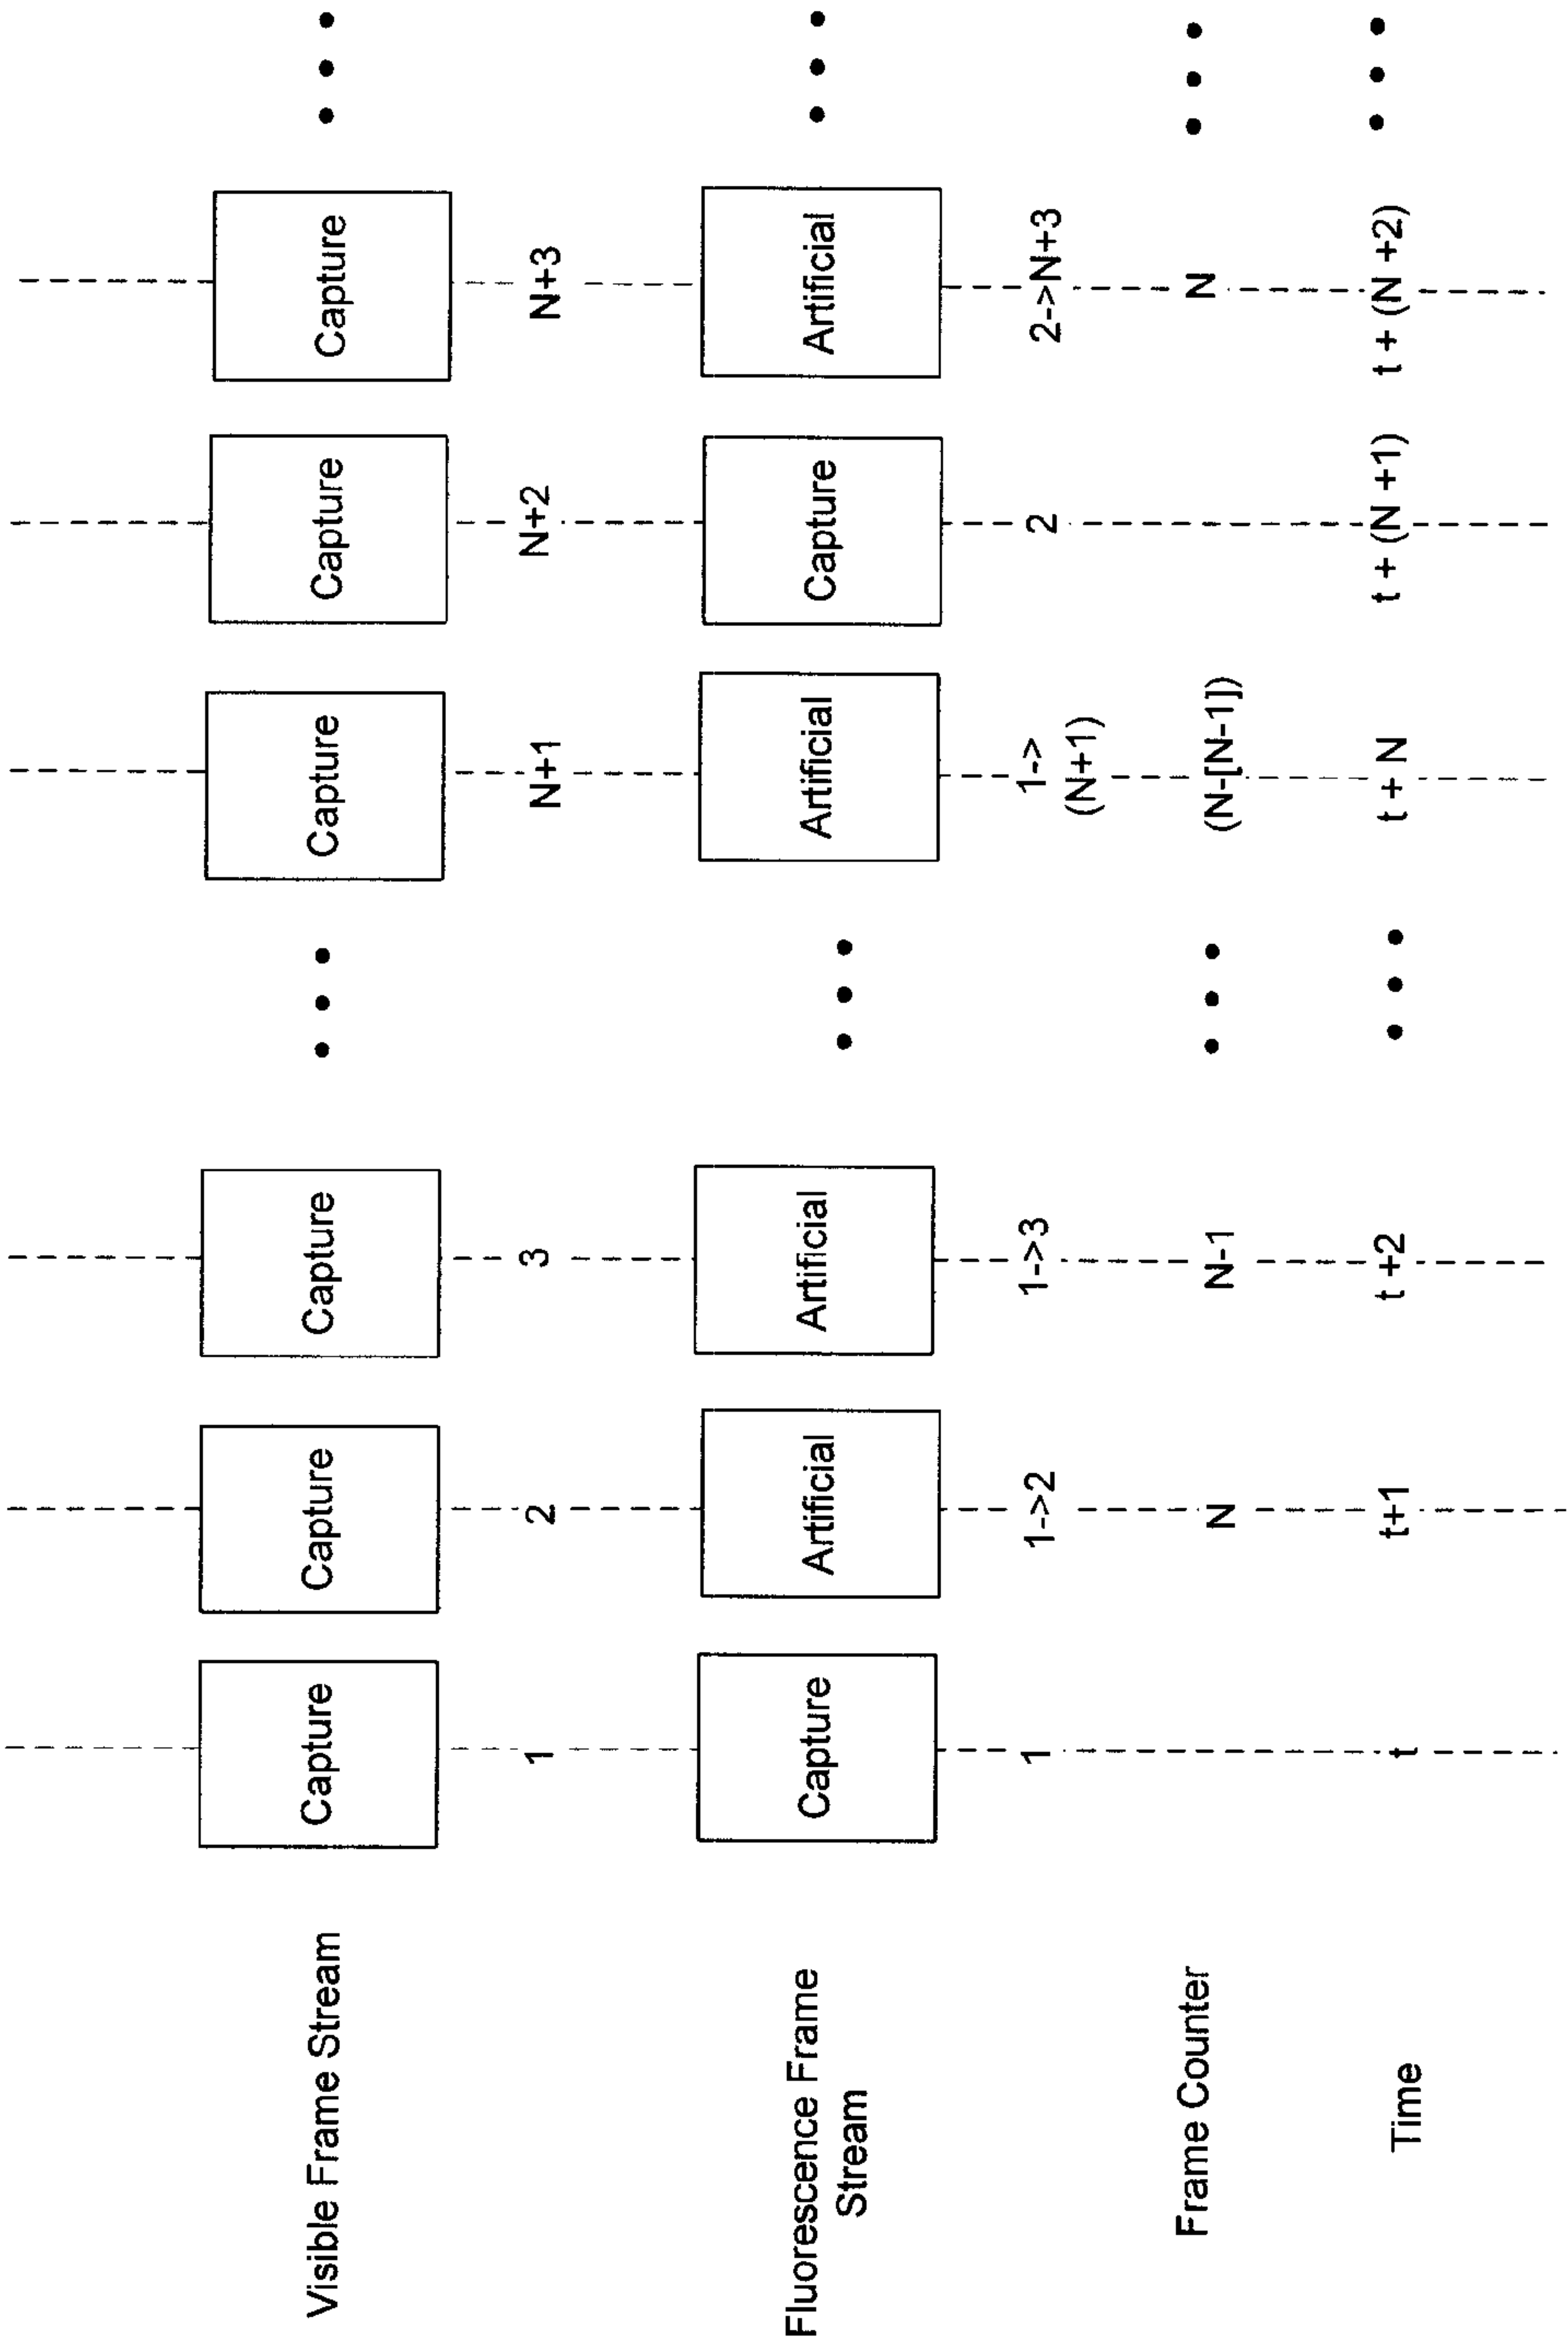 Visible Frame Stream
Capture
Capture
Capture
Capture
Capture
Capture
1
2
3
N+1
N+2
N+3
Fluorescence Frame
Stream
Capture
Artificial
Artificial
Artificial
Capture
Artificial
1
1->2
1->3
1->
(N+1)
2
2->N+3
Frame Counter
N
N-1
(N-[N-1])
N
Time
t
t+1
t +2
t + N
t + (N +1)
t + (N +2)